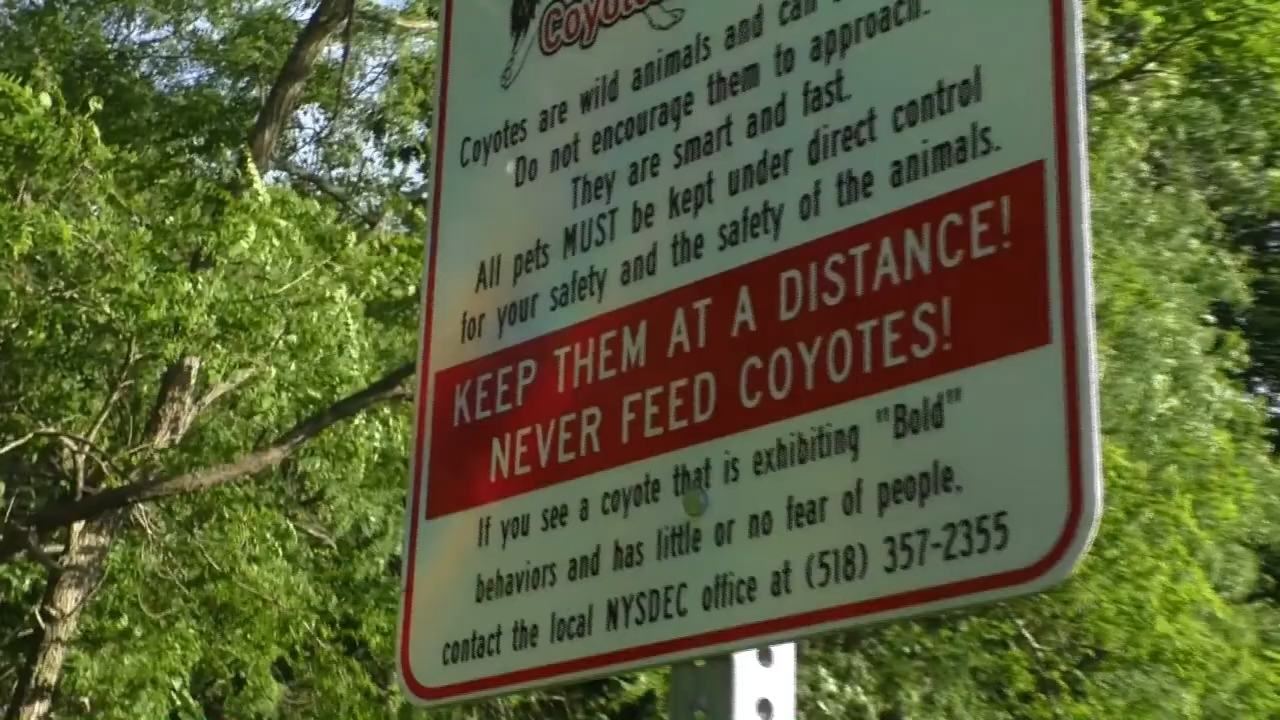 Coyotes
Coyotes are wild animals and can
Do not encourage them to approach.
They are smart and fast.
All pets MUST be kept under direct control
for your safety and the safety of the animals.
KEEP THEM AT A DISTANCE!
NEVER FEED COYOTES!
If you see a coyote that is exhibiting "Bold"
behaviors and has little or no fear of people,
contact the local NYSDEC office at (518) 357-2355